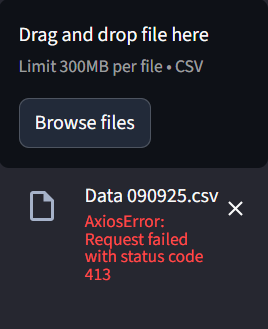 Drag and drop file here
Limit 300MB per file • CSV
Browse files
Data 090925.csv
AxiosError:
Request failed
with status code
413